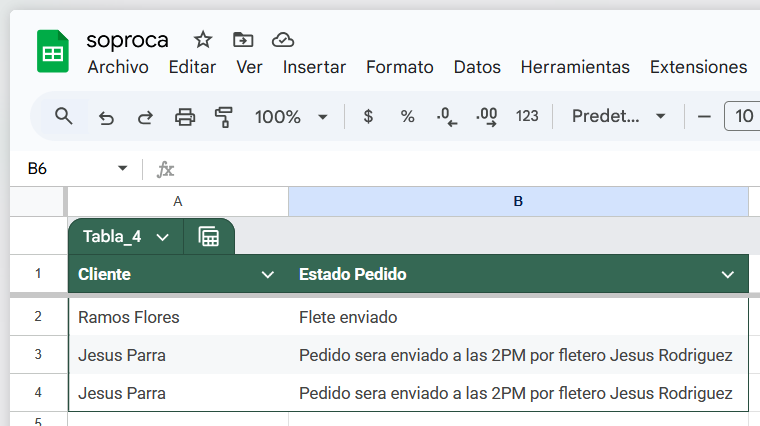 soproca
Archivo Editar Ver Insertar Formato Datos Herramientas Extensiones
100% $ % .0 .00 123 Predet... 10
B6 fx
A B
Tabla_4
1 Cliente Estado Pedido
2 Ramos Flores Flete enviado
3 Jesus Parra Pedido sera enviado a las 2PM por fletero Jesus Rodriguez
4 Jesus Parra Pedido sera enviado a las 2PM por fletero Jesus Rodriguez
5